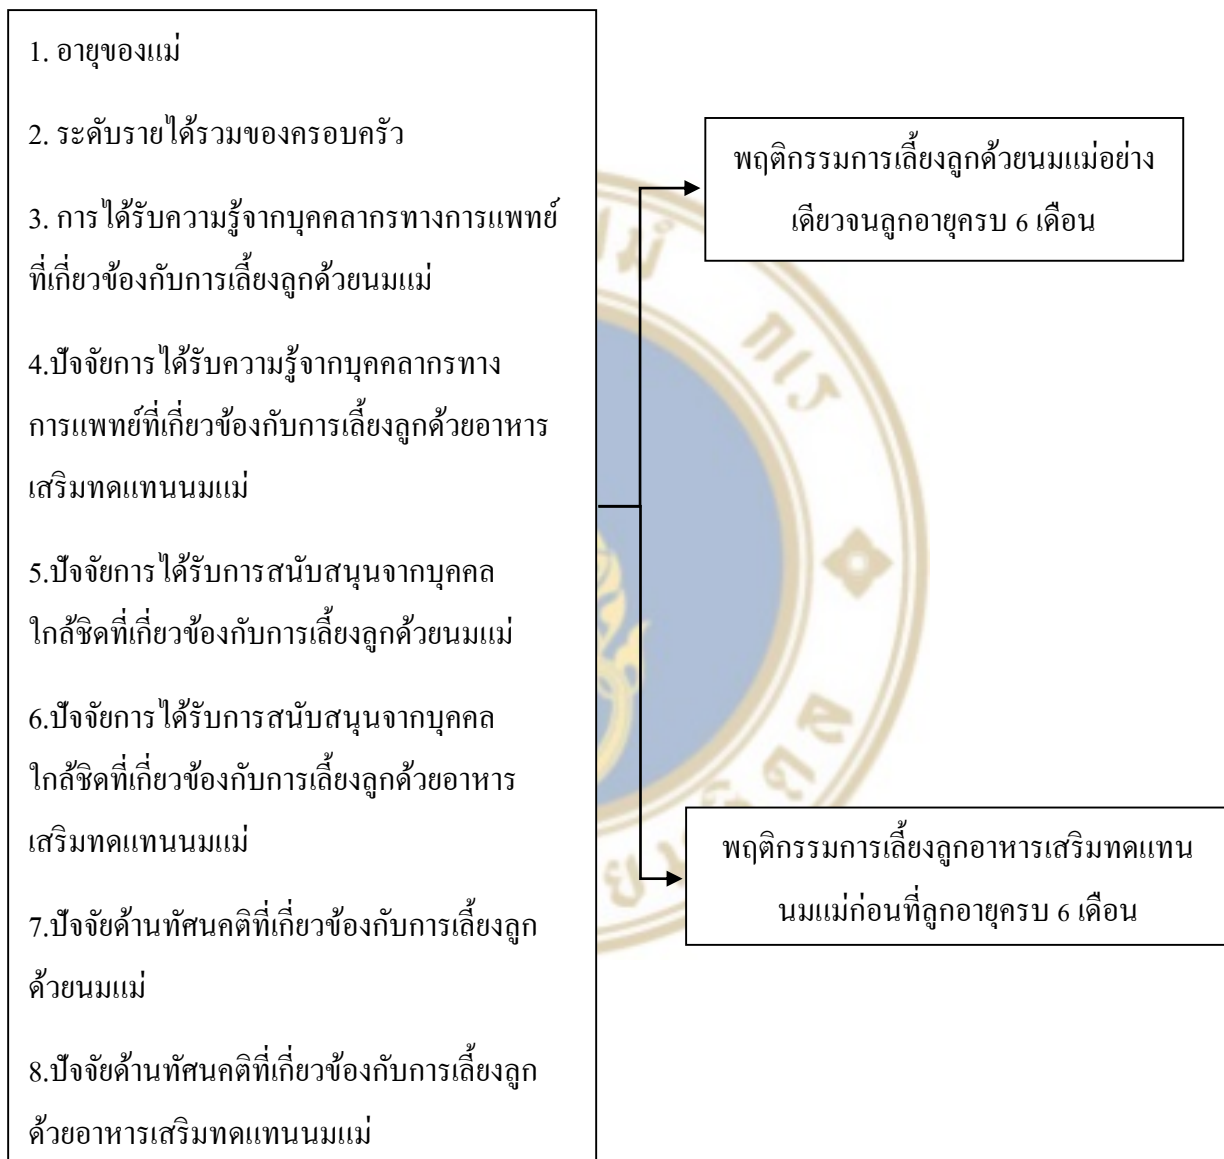 1. อายุของแม่
2. ระดับรายได้รวมของครอบครัว
3. การได้รับความรู้จากบุคคลากรทางการแพทย์
ที่เกี่ยวข้องกับการเลี้ยงลูกด้วยนมแม่
4.ปัจจัยการได้รับความรู้จากบุคคลากรทาง
การแพทย์ที่เกี่ยวข้องกับการเลี้ยงลูกด้วยอาหาร
เสริมทดแทนนมแม่
5.ปัจจัยการได้รับการสนับสนุนจากบุคคล
ใกล้ชิดที่เกี่ยวข้องกับการเลี้ยงลูกด้วยนมแม่
6.ปัจจัยการได้รับการสนับสนุนจากบุคคล
ใกล้ชิดที่เกี่ยวข้องกับการเลี้ยงลูกด้วยอาหาร
เสริมทดแทนนมแม่
7.ปัจจัยด้านทัศนคติที่เกี่ยวข้องกับการเลี้ยงลูก
ด้วยนมแม่
8.ปัจจัยด้านทัศนคติที่เกี่ยวข้องกับการเลี้ยงลูก
ด้วยอาหารเสริมทดแทนนมแม่
พฤติกรรมการเลี้ยงลูกด้วยนมแม่อย่าง
เดียวจนลูกอายุครบ 6 เดือน
พฤติกรรมการเลี้ยงลูกอาหารเสริมทดแทน
นมแม่ก่อนที่ลูกอายุครบ 6 เดือน